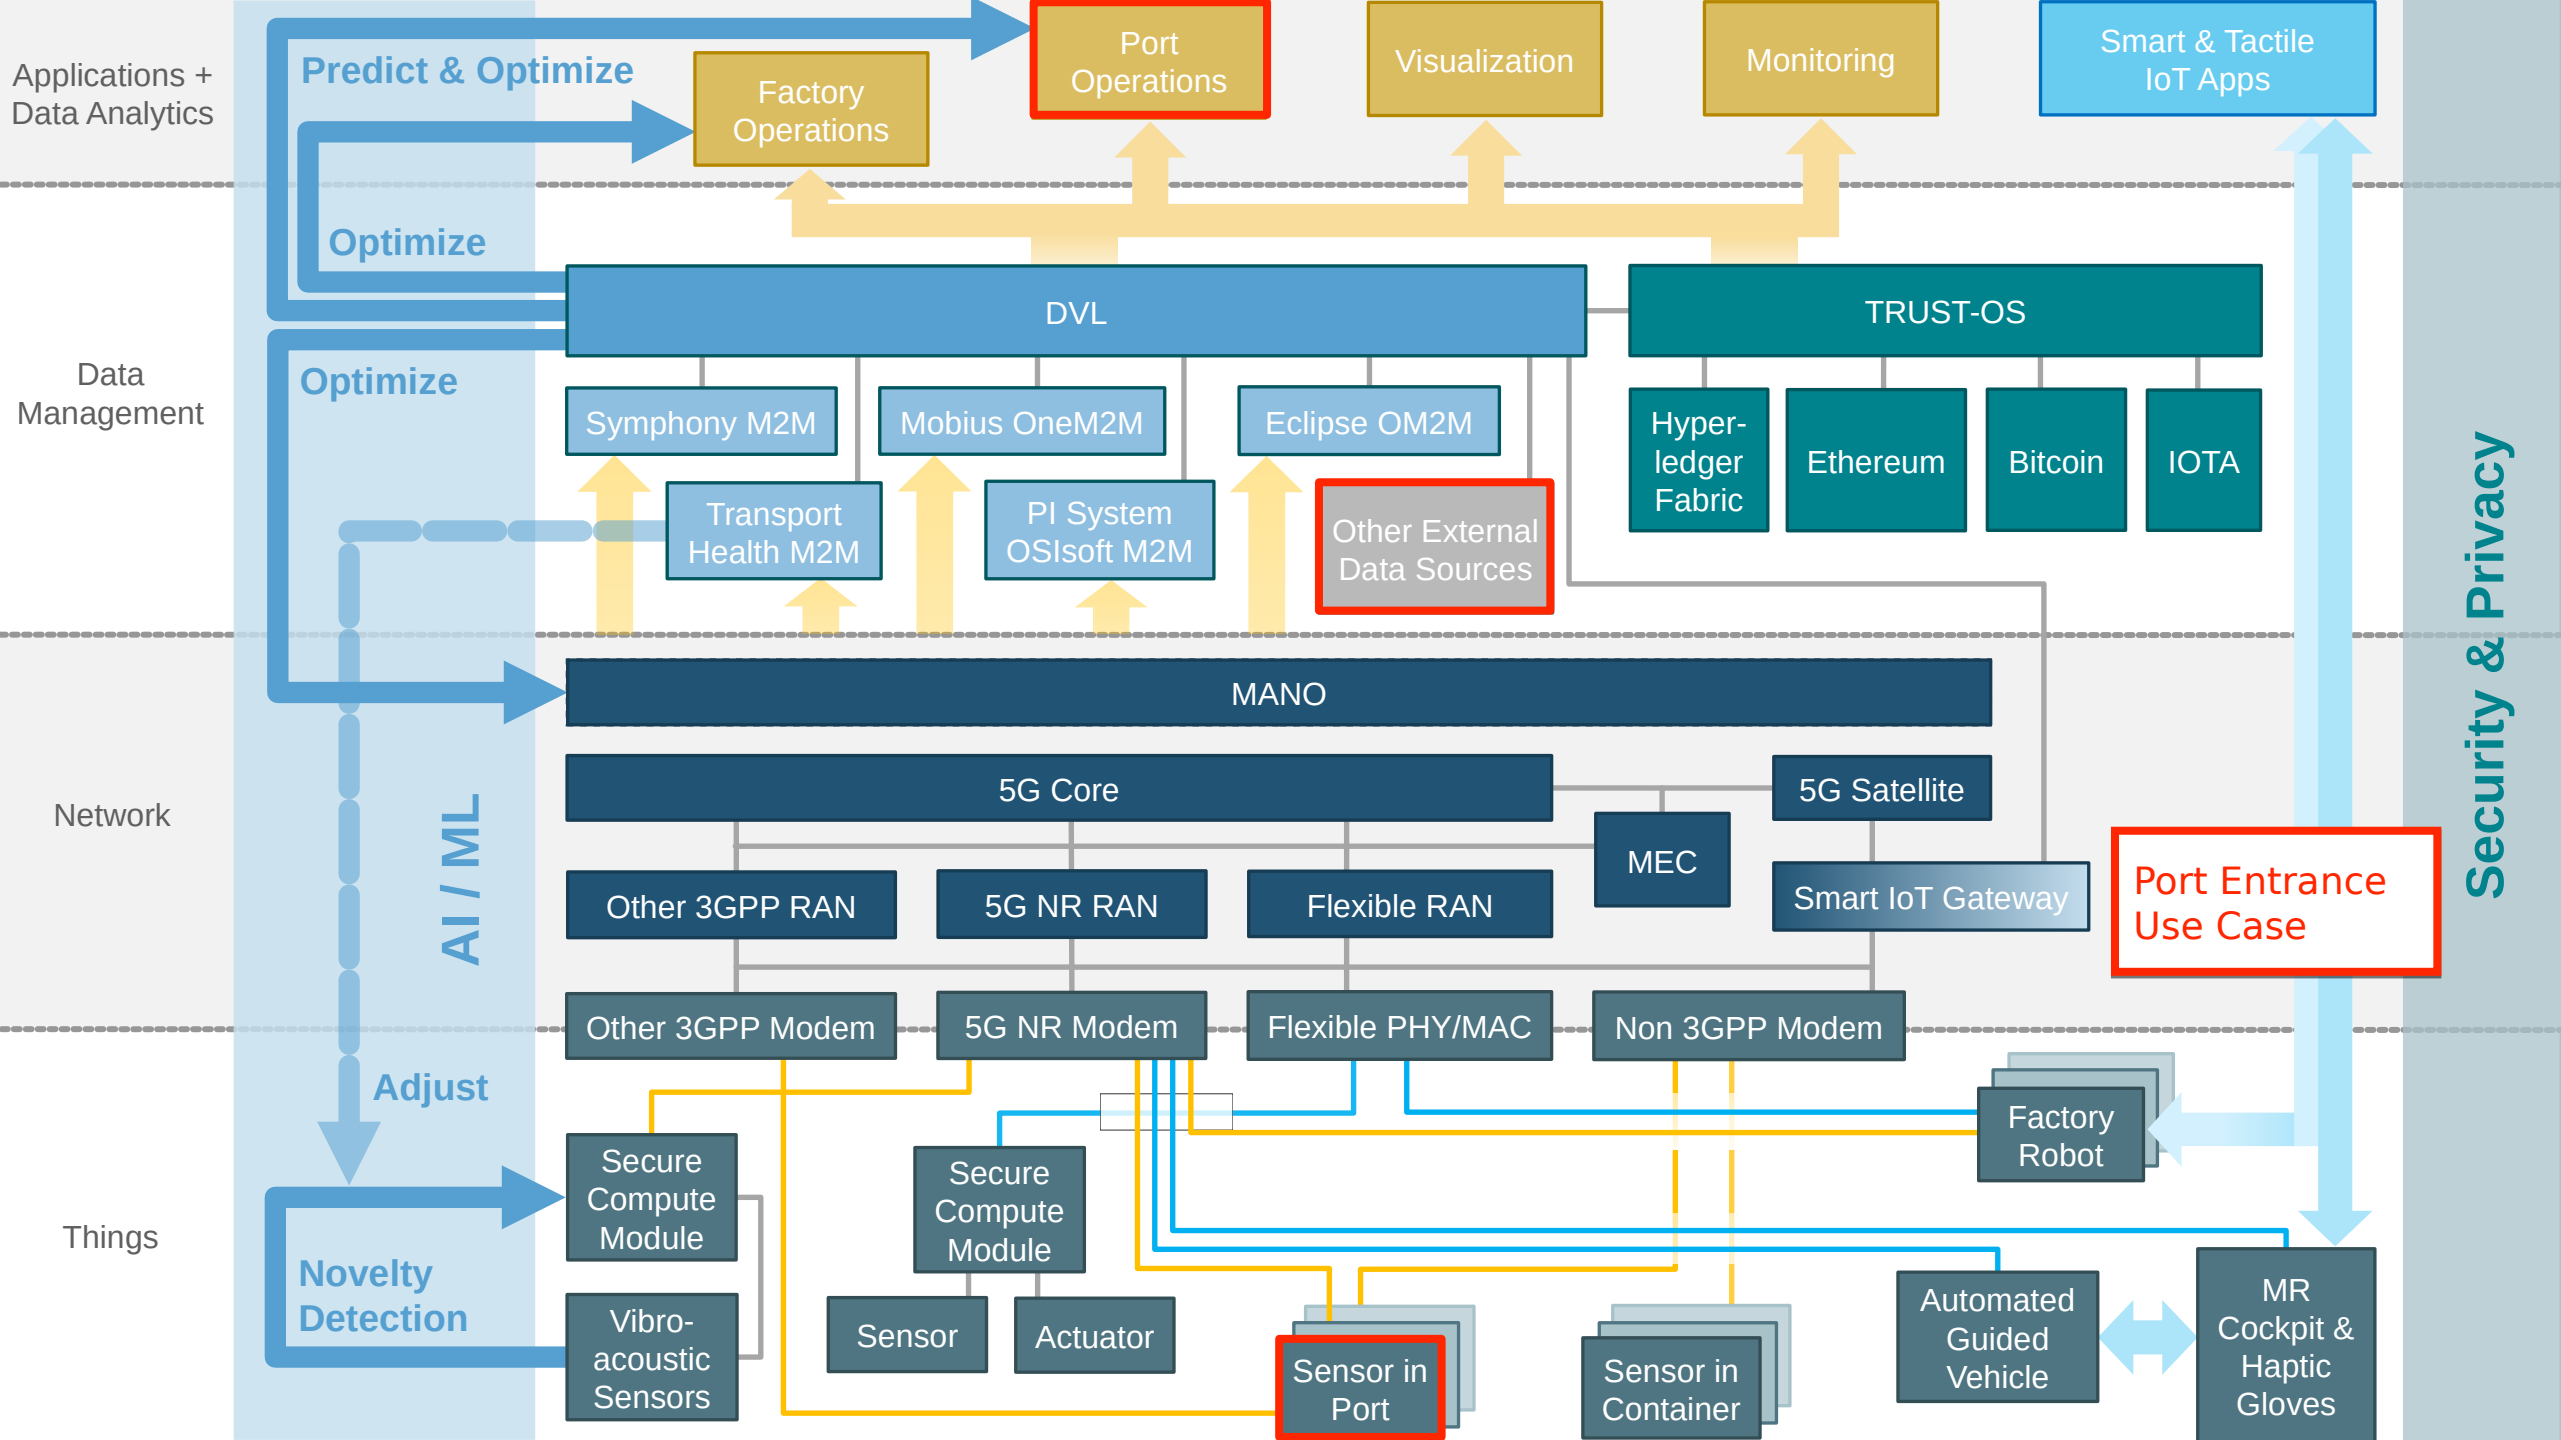 Applications +
Data Analytics
Predict & Optimize
Factory
Operations
Port
Operations
Visualization
Monitoring
Smart & Tactile
IoT Apps
Optimize
Data
Management
Optimize
DVL
TRUST-OS
Symphony M2M
Mobius OneM2M
Eclipse OM2M
Transport
Health M2M
PI System
OSIsoft M2M
Other External
Data Sources
Hyper-
ledger
Fabric
Ethereum
Bitcoin
IOTA
Security & Privacy
Network
AI / ML
MANO
5G Core
5G Satellite
MEC
Other 3GPP RAN
5G NR RAN
Flexible RAN
Smart IoT Gateway
Port Entrance
Use Case
Other 3GPP Modem
5G NR Modem
Flexible PHY/MAC
Non 3GPP Modem
Things
Adjust
Novelty
Detection
Secure
Compute
Module
Vibro-
acoustic
Sensors
Secure
Compute
Module
Sensor
Actuator
Sensor in
Port
Sensor in
Container
Factory
Robot
Automated
Guided
Vehicle
MR
Cockpit &
Haptic
Gloves